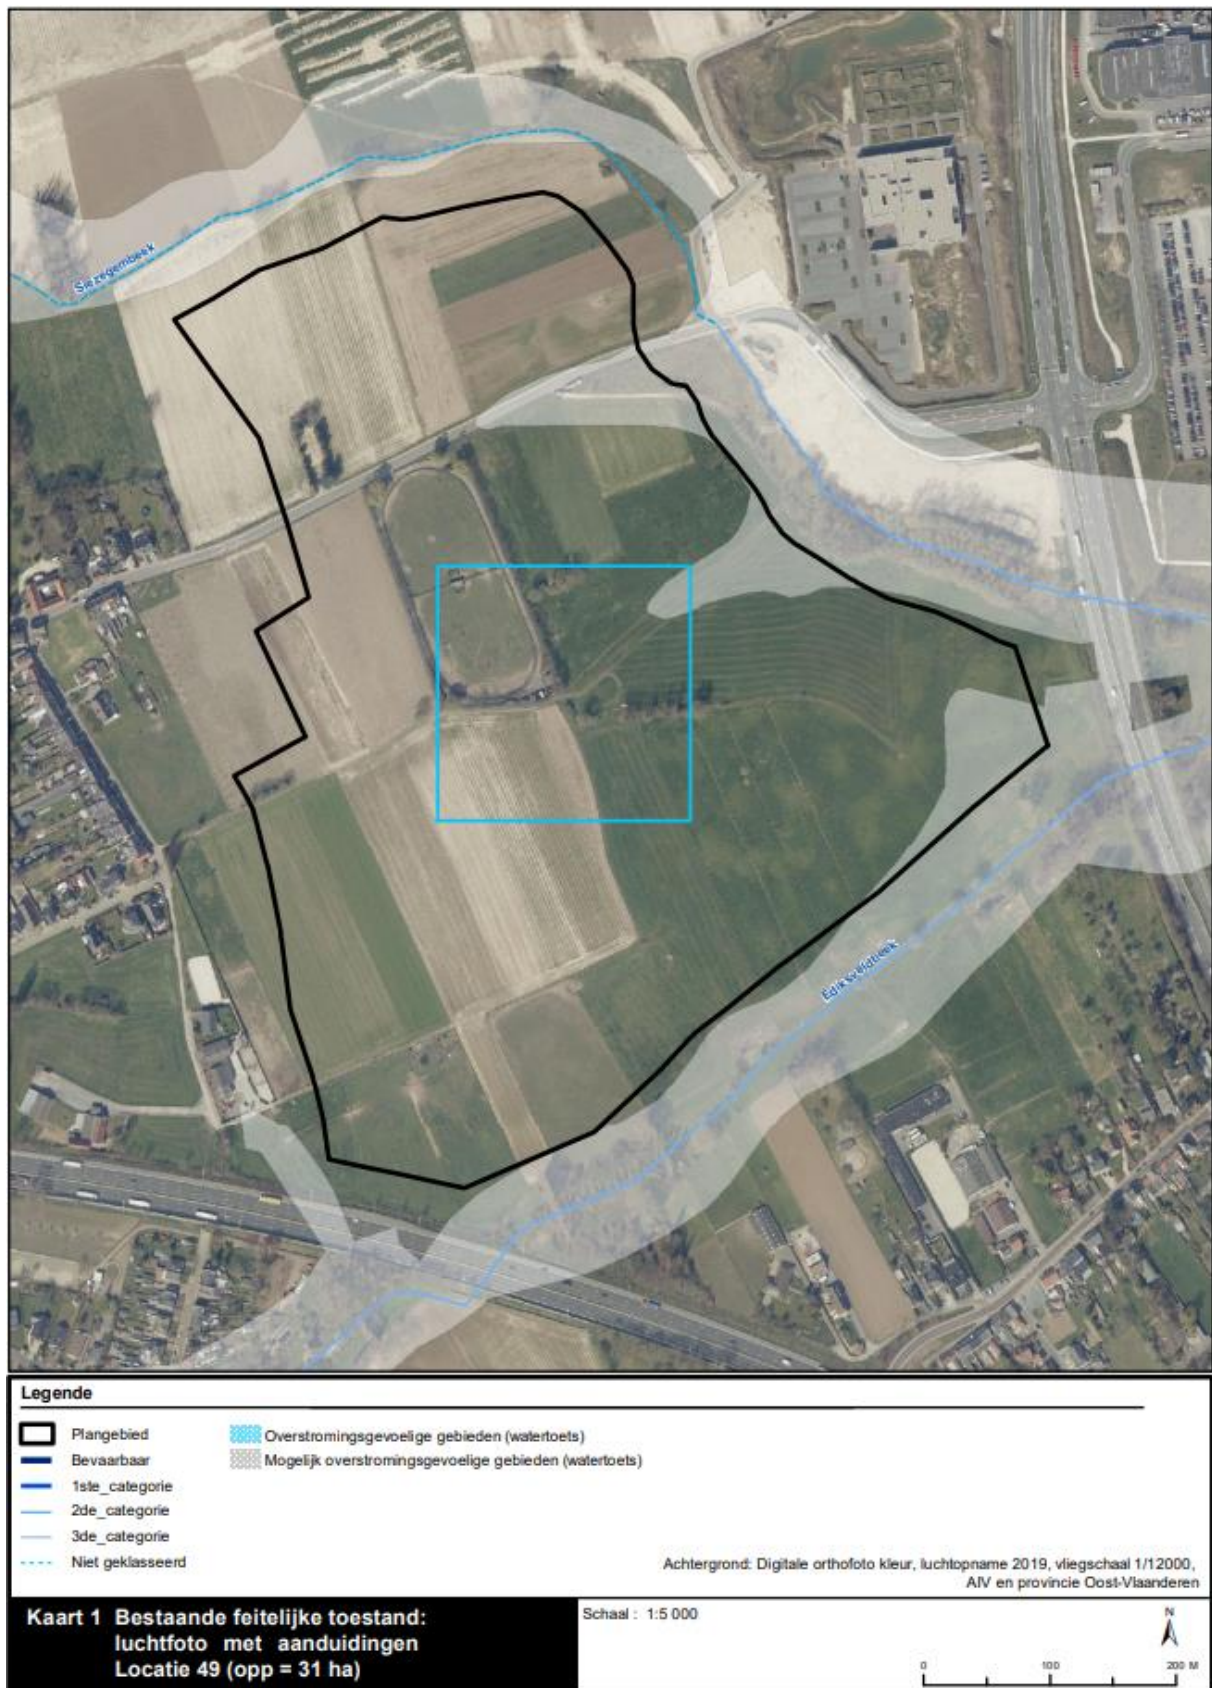 Siezegembeek
Ediksveldbeek
Legende
Plangebied
Bevaarbaar
1ste_categorie
2de_categorie
3de_categorie
Niet geklasseerd
Overstromingsgevoelige gebieden (watertoets)
Mogelijk overstromingsgevoelige gebieden (watertoets)
Achtergrond: Digitale orthofoto kleur, luchtopname 2019, vliegschaal 1/12000,
AIV en provincie Oost-Vlaanderen
Kaart 1 Bestaande feitelijke toestand:
luchtfoto met aanduidingen
Locatie 49 (opp = 31 ha)
Schaal : 1:5 000
N
0 100 200 M